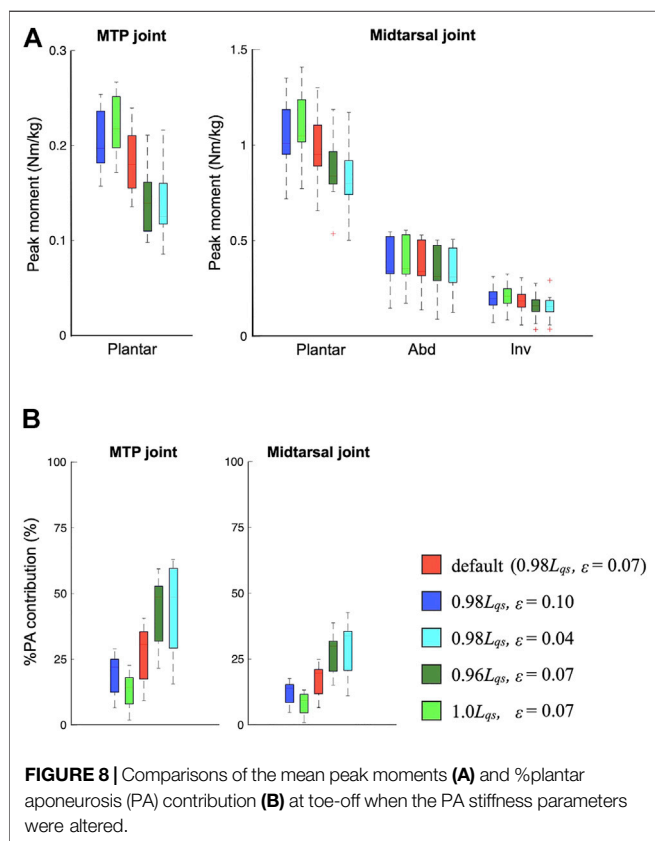 A
MTP joint
Midtarsal joint
Peak moment (Nm/kg)
0.3
0.2
0.1
0
Plantar
Peak moment (Nm/kg)
1.5
1
0.5
0
Plantar Abd Inv
B
MTP joint
Midtarsal joint
%PA contribution (%)
100
75
50
25
0
100
75
50
25
0
default (0.98Lqs, ε = 0.07)
0.98Lqs, ε = 0.10
0.98Lqs, ε = 0.04
0.96Lqs, ε = 0.07
1.0Lqs, ε = 0.07
FIGURE 8 | Comparisons of the mean peak moments (A) and %plantar
aponeurosis (PA) contribution (B) at toe-off when the PA stiffness parameters
were altered.